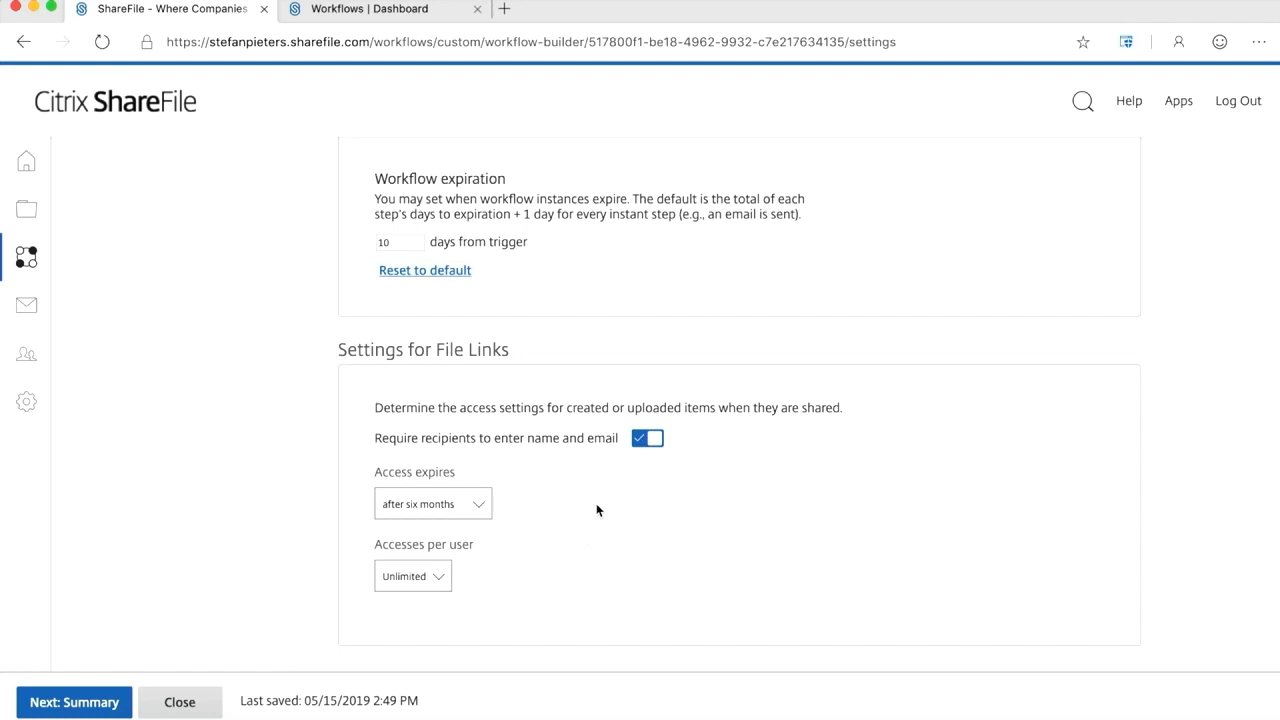 ShareFile - Where Companies
Workflows | Dashboard
https://stefanpieters.sharefile.com/workflows/custom/workflow-builder/517800f1-be18-4962-9932-c7e217634135/settings
Citrix ShareFile
Help
Apps
Log Out
Workflow expiration
You may set when workflow instances expire. The default is the total of each
step's days to expiration + 1 day for every instant step (e.g., an email is sent).
10 days from trigger
Reset to default
Settings for File Links
Determine the access settings for created or uploaded items when they are shared.
Require recipients to enter name and email
Access expires
after six months
Accesses per user
Unlimited
Next: Summary
Close
Last saved: 05/15/2019 2:49 PM